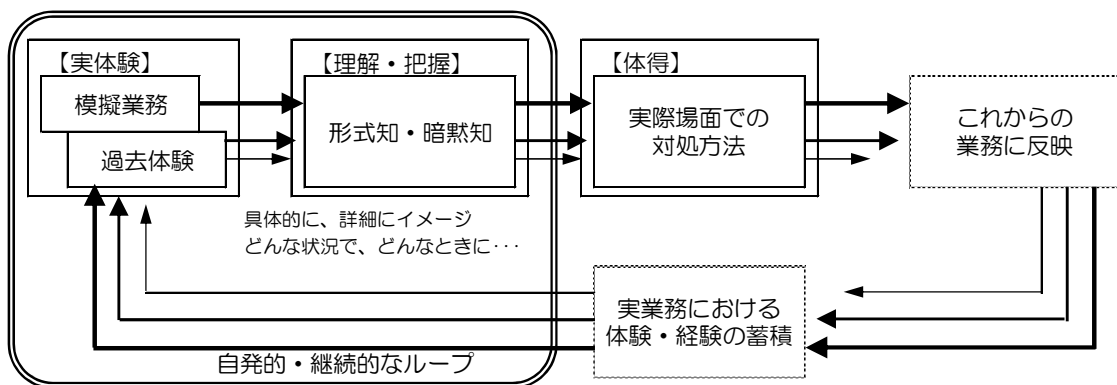 【実体験】
模擬業務
過去体験
【理解・把握】
形式知・暗黙知
【体得】
実際場面での
対処方法
これからの
業務に反映
具体的に、詳細にイメージ
どんな状況で、どんなときに･･･
実業務における
体験・経験の蓄積
自発的・継続的なループ